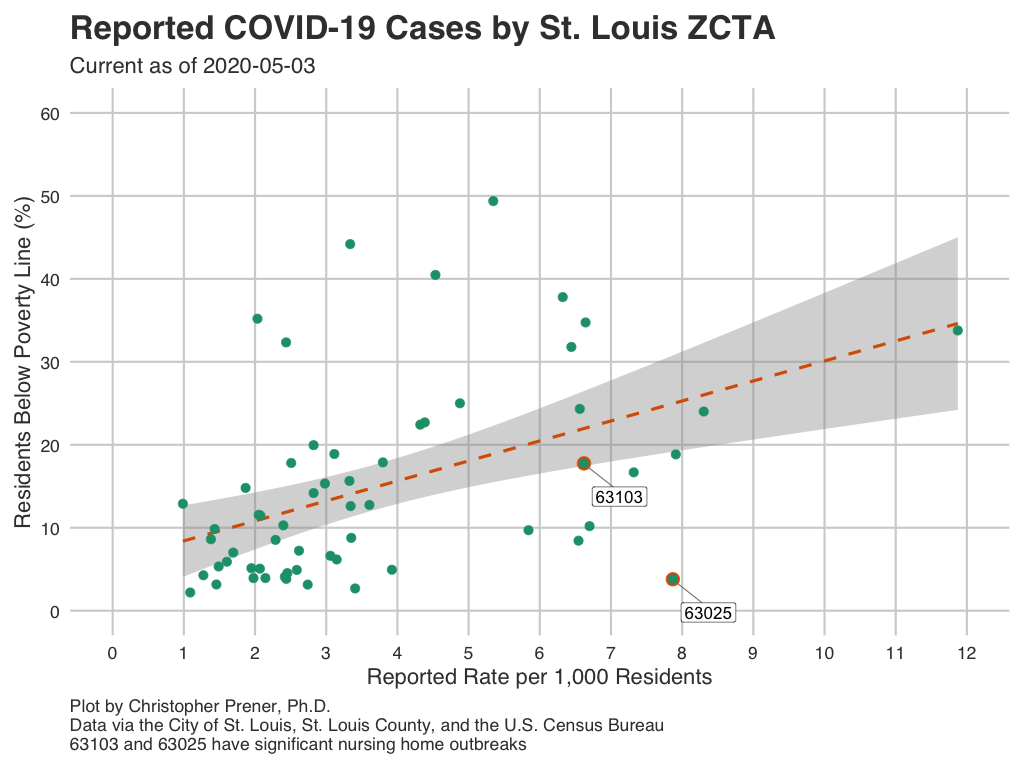 Reported COVID-19 Cases by St. Louis ZCTA
Current as of 2020-05-03
Residents Below Poverty Line (%)
60
50
40
30
20
10
0
63103
63025
0 1 2 3 4 5 6 7 8 9 10 11 12
Reported Rate per 1,000 Residents
Plot by Christopher Prener, Ph.D.
Data via the City of St. Louis, St. Louis County, and the U.S. Census Bureau
63103 and 63025 have significant nursing home outbreaks